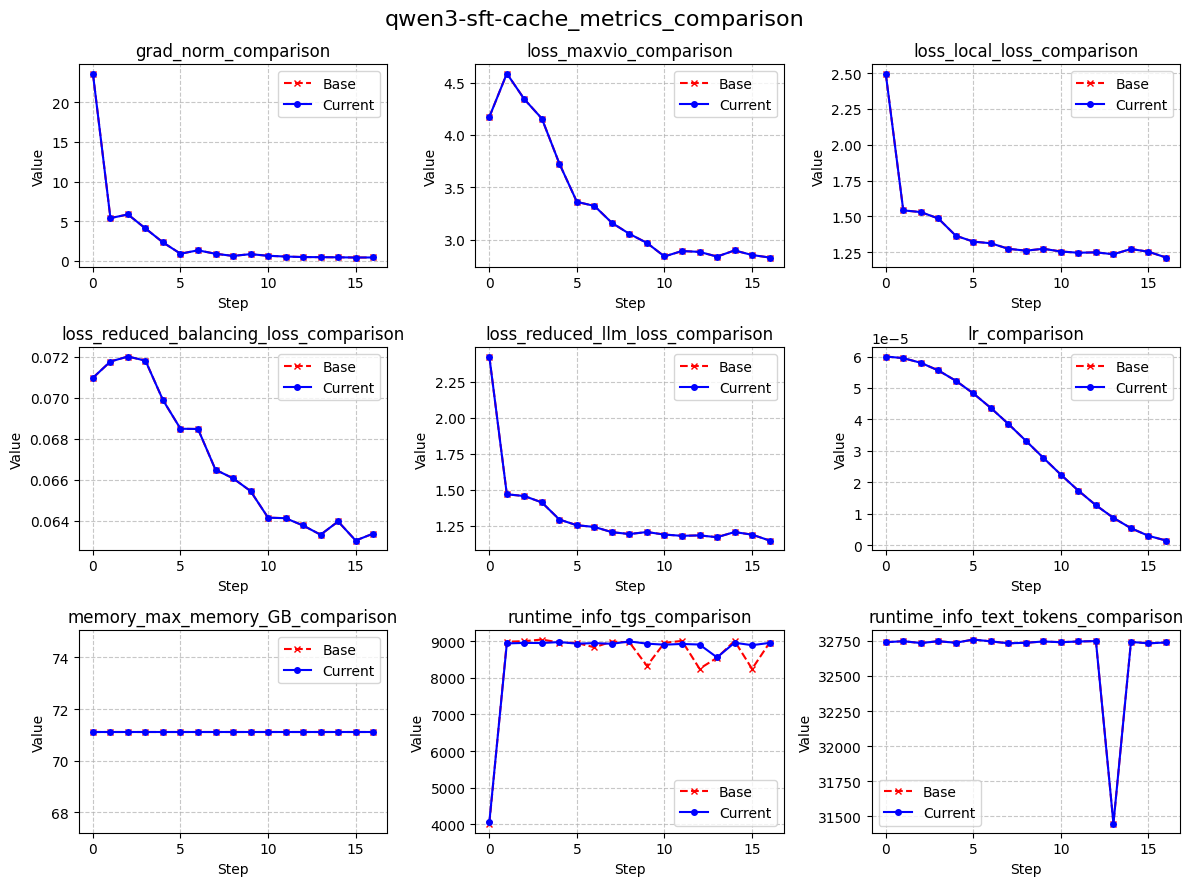 qwen3-sft-cache_metrics_comparison
grad_norm_comparison
Value
20
15
10
5
0
0
5
10
15
Step
Base
Current
loss_maxvio_comparison
Value
4.5
4.0
3.5
3.0
0
5
10
15
Step
Base
Current
loss_local_loss_comparison
Value
2.50
2.25
2.00
1.75
1.50
1.25
0
5
10
15
Step
Base
Current
loss_reduced_balancing_loss_comparison
Value
0.072
0.070
0.068
0.066
0.064
0
5
10
15
Step
Base
Current
loss_reduced_llm_loss_comparison
Value
2.25
2.00
1.75
1.50
1.25
0
5
10
15
Step
Base
Current
lr_comparison
1e−5
Value
6
5
4
3
2
1
0
0
5
10
15
Step
Base
Current
memory_max_memory_GB_comparison
Value
74
72
70
68
0
5
10
15
Step
Base
Current
runtime_info_tgs_comparison
Value
9000
8000
7000
6000
5000
4000
0
5
10
15
Step
Base
Current
runtime_info_text_tokens_comparison
Value
32750
32500
32250
32000
31750
31500
0
5
10
15
Step
Base
Current